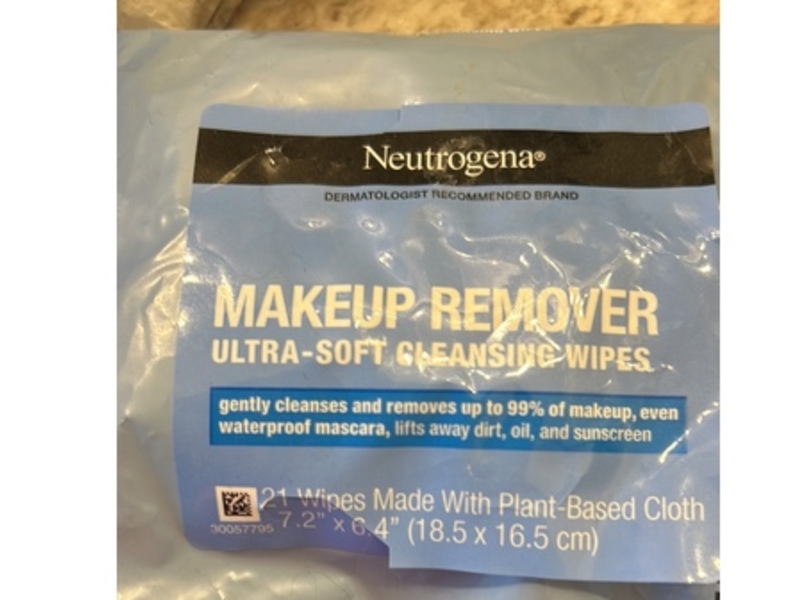 Neutrogena®
DERMATOLOGIST RECOMMENDED BRAND
MAKEUP REMOVER
ULTRA-SOFT CLEANSING WIPES
gently cleanses and removes up to 99% of makeup, even
waterproof mascara, lifts away dirt, oil, and sunscreen
21 Wipes Made With Plant-Based Cloth
30057795 7.2" x 6.4" (18.5 x 16.5 cm)